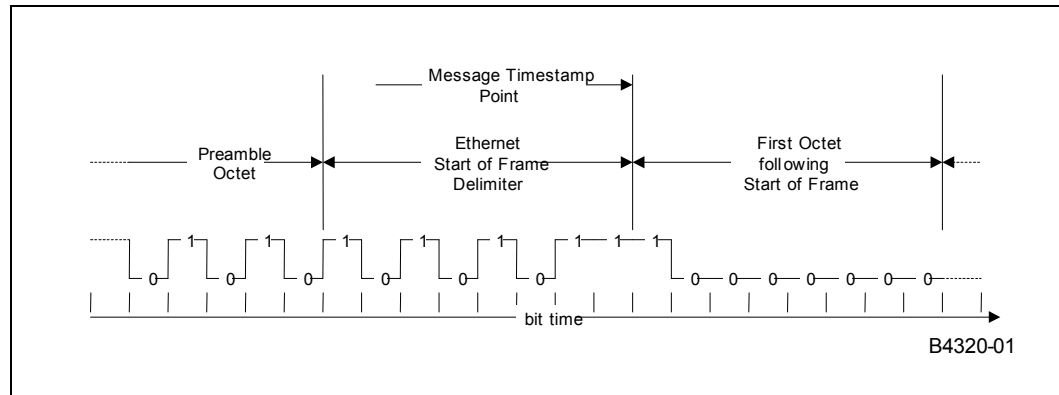 Message Timestamp
Point
Preamble
Octet
Ethernet
Start of Frame
Delimiter
First Octet
following
Start of Frame
0 1 0 1 0 1 0 1 0 1 0 1 1 1 0 0 0 0 0 0 0
bit time
B4320-01